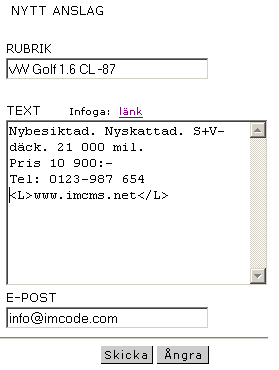 NYTT ANSLAG
RUBRIK
VW Golf 1.6 CL -87
TEXT Infoga: länk
Nybesiktad. Nyskattad. S+V-
däck. 21 000 mil.
Pris 10 900:-
Tel: 0123-987 654
<L>www.imcms.net</L>
E-POST
info@imcode.com
Skicka Ångra